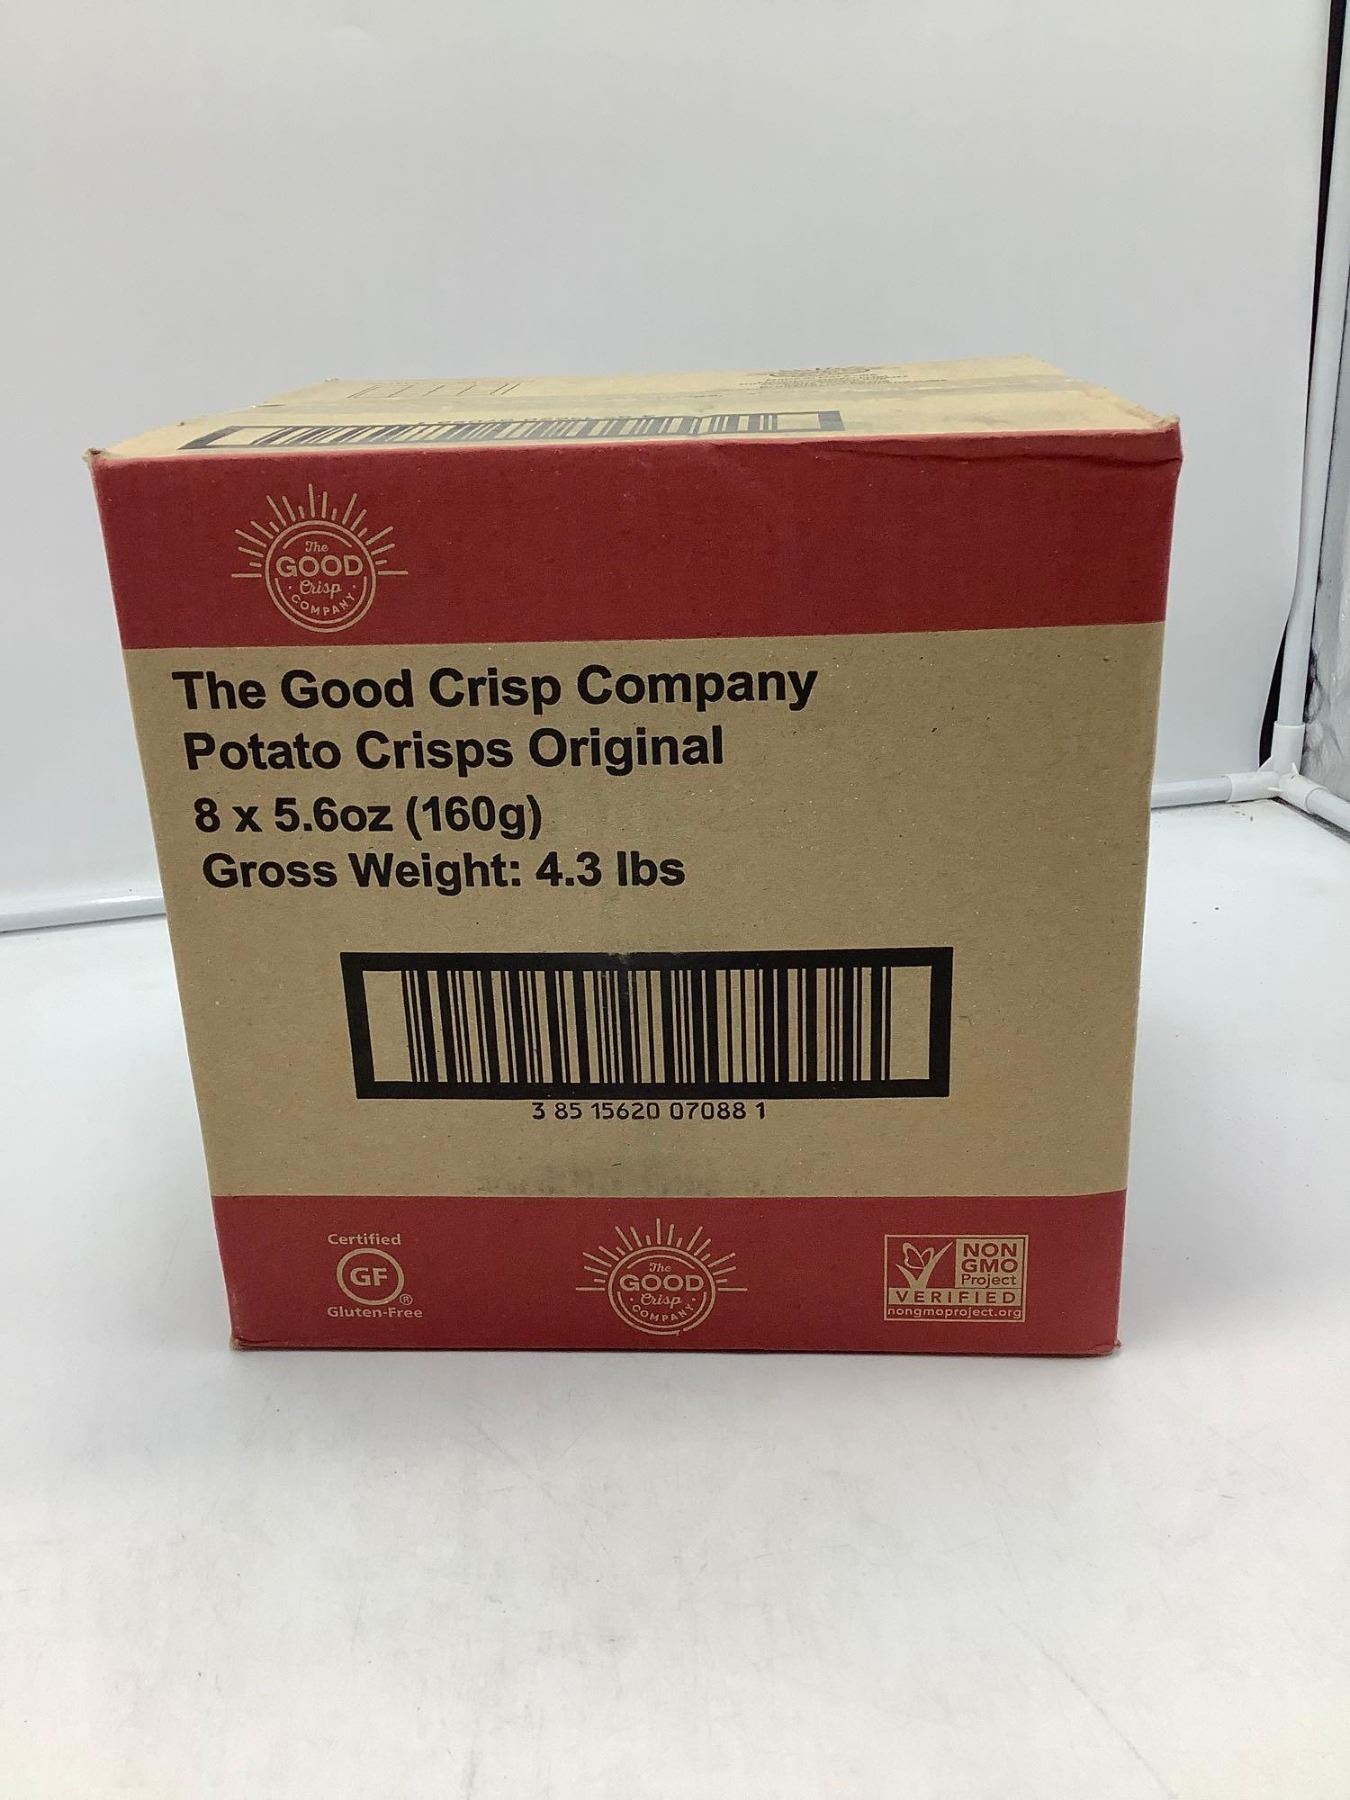 The
GOOD
Crisp
COMPANY
The Good Crisp Company
Potato Crisps Original
8 x 5.6oz (160g)
Gross Weight: 4.3 lbs
3 85 15620 07088 1
Certified
GF
®
Gluten-Free
The
GOOD
Crisp
COMPANY
NON
GMO
Project
VERIFIED
nongmoproject.org